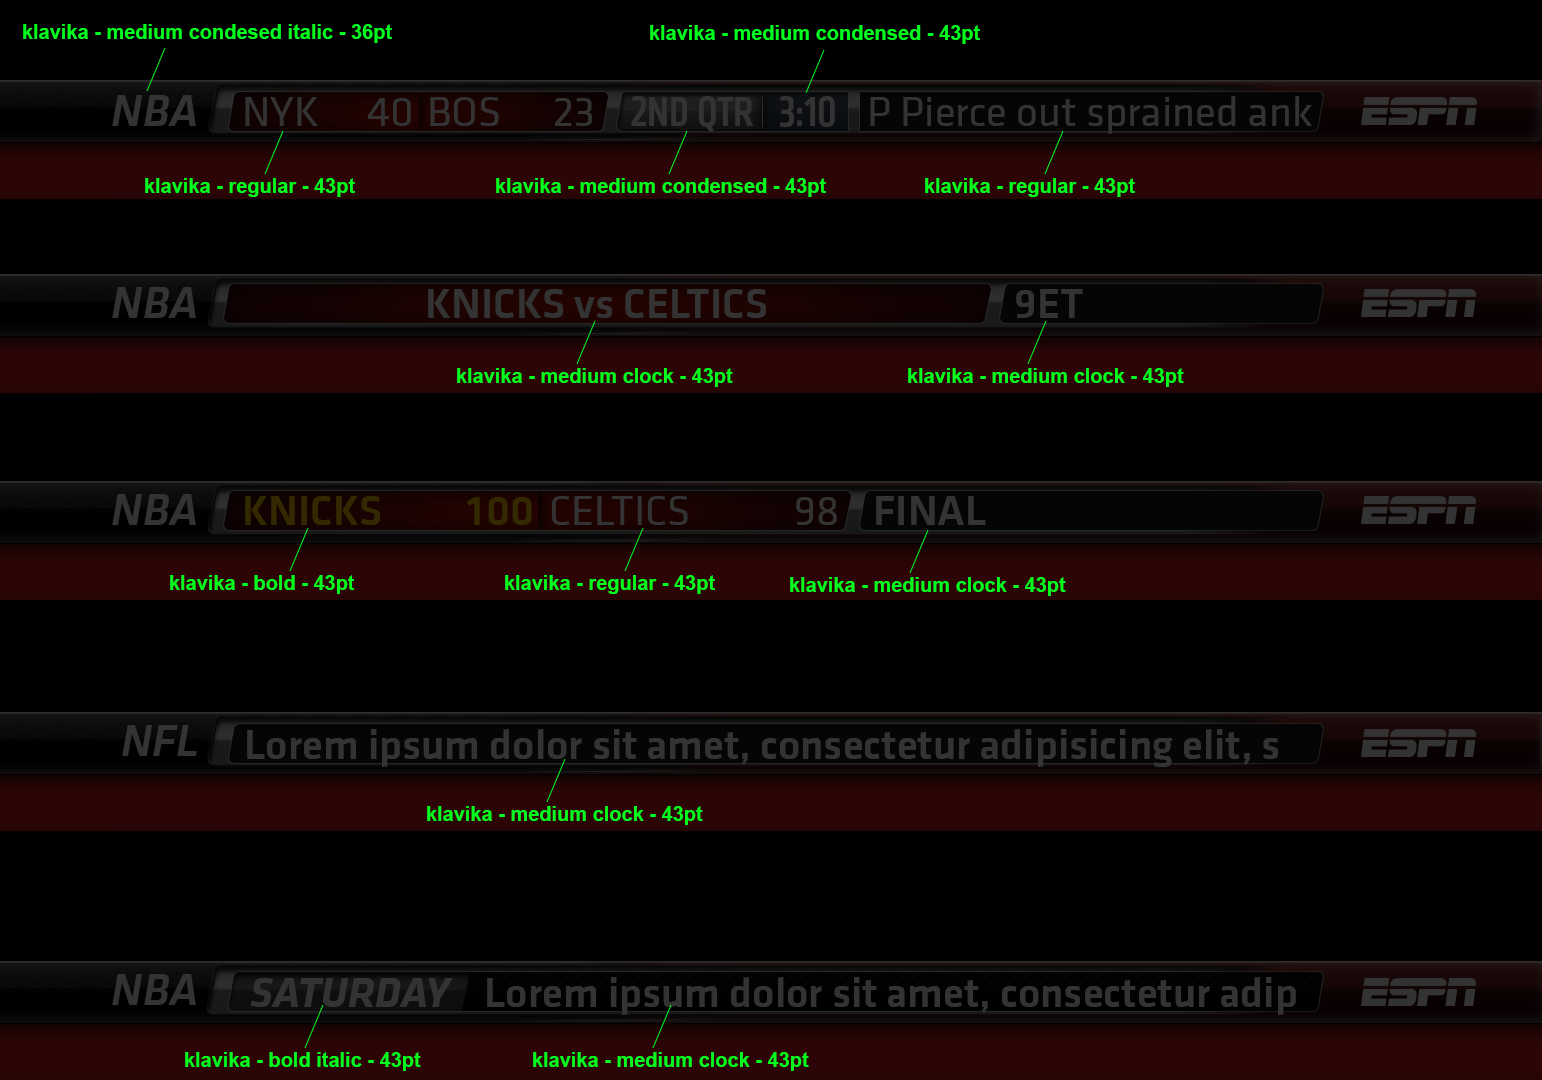 klavika - medium condesed italic - 36pt
klavika - medium condensed - 43pt
NBA NYK 40 BOS 23 2ND QTR 3:10 P Pierce out sprained ank ESPN
klavika - regular - 43pt
klavika - medium condensed - 43pt
klavika - regular - 43pt
NBA KNICKS vs CELTICS 9ET ESPN
klavika - medium clock - 43pt
klavika - medium clock - 43pt
NBA KNICKS 100 CELTICS 98 FINAL ESPN
klavika - bold - 43pt
klavika - regular - 43pt
klavika - medium clock - 43pt
NFL Lorem ipsum dolor sit amet, consectetur adipisicing elit, s ESPN
klavika - medium clock - 43pt
NBA SATURDAY Lorem ipsum dolor sit amet, consectetur adip ESPN
klavika - bold italic - 43pt
klavika - medium clock - 43pt